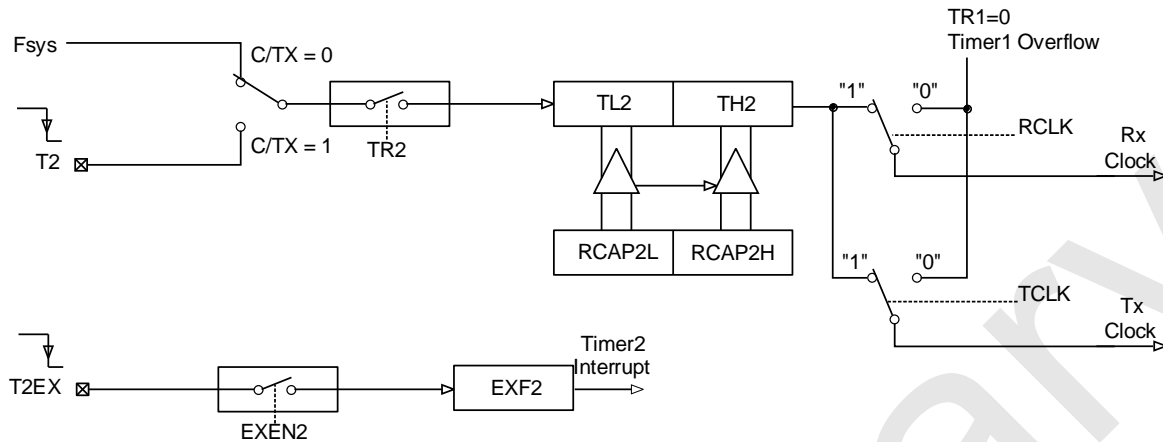 TR1=0
Timer1 Overflow
Fsys
C/TX = 0
TL2
TH2
"1"
"0"
RCLK
Rx
Clock
T2
C/TX = 1
TR2
RCAP2L
RCAP2H
"1"
"0"
TCLK
Tx
Clock
T2EX
EXEN2
EXF2
Timer2
Interrupt